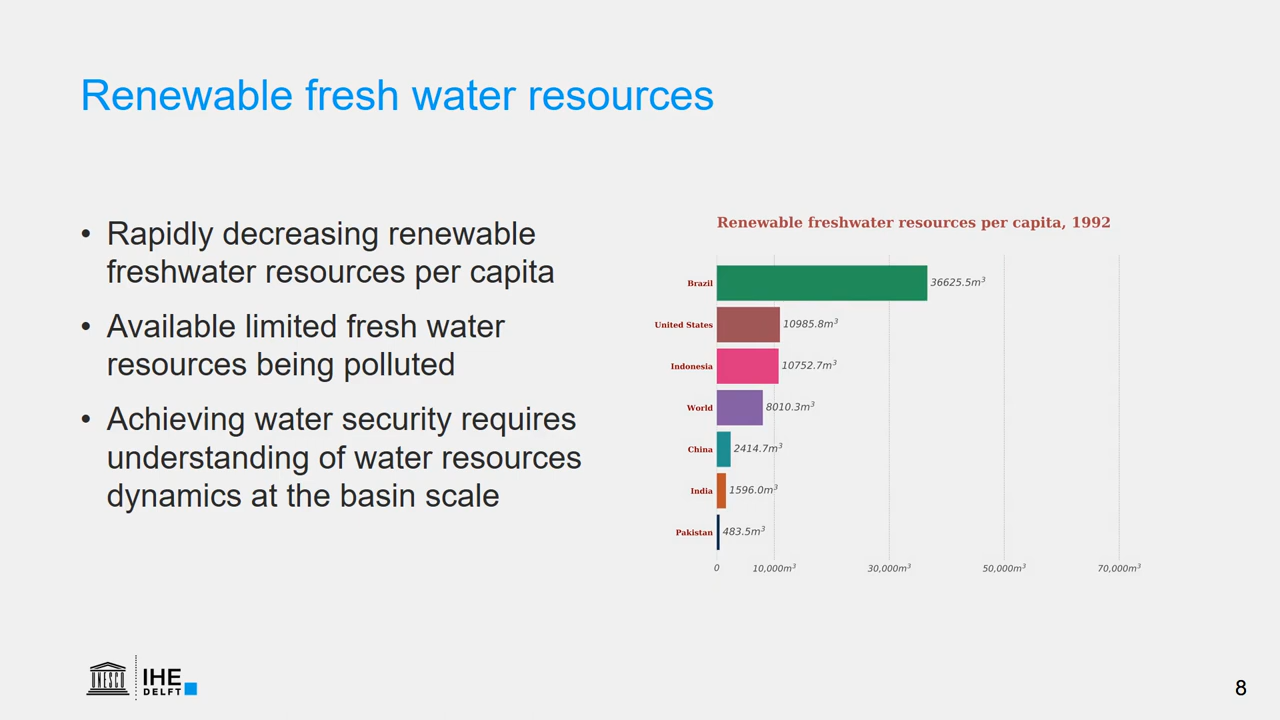 Renewable fresh water resources
• Rapidly decreasing renewable
freshwater resources per capita
• Available limited fresh water
resources being polluted
• Achieving water security requires
understanding of water resources
dynamics at the basin scale
Renewable freshwater resources per capita, 1992
Brazil 36625.5m³
United States 10985.8m³
Indonesia 10752.7m³
World 8010.3m³
China 2414.7m³
India 1596.0m³
Pakistan 483.5m³
0 10,000m³ 30,000m³ 50,000m³ 70,000m³
UNESCO
IHE
DELFT
8